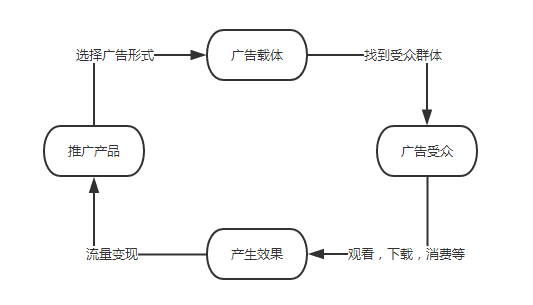 选择广告形式
广告载体
找到受众群体
推广产品
广告受众
流量变现
产生效果
观看，下载，消费等